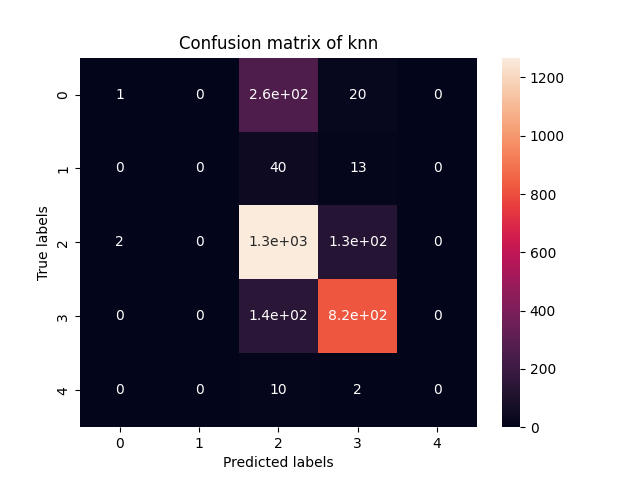 Confusion matrix of knn
True labels
0 1 0 2.6e+02 20 0
1 0 0 40 13 0
2 2 0 1.3e+03 1.3e+02 0
3 0 0 1.4e+02 8.2e+02 0
4 0 0 10 2 0
0 1 2 3 4
Predicted labels
1200
1000
800
600
400
200
0